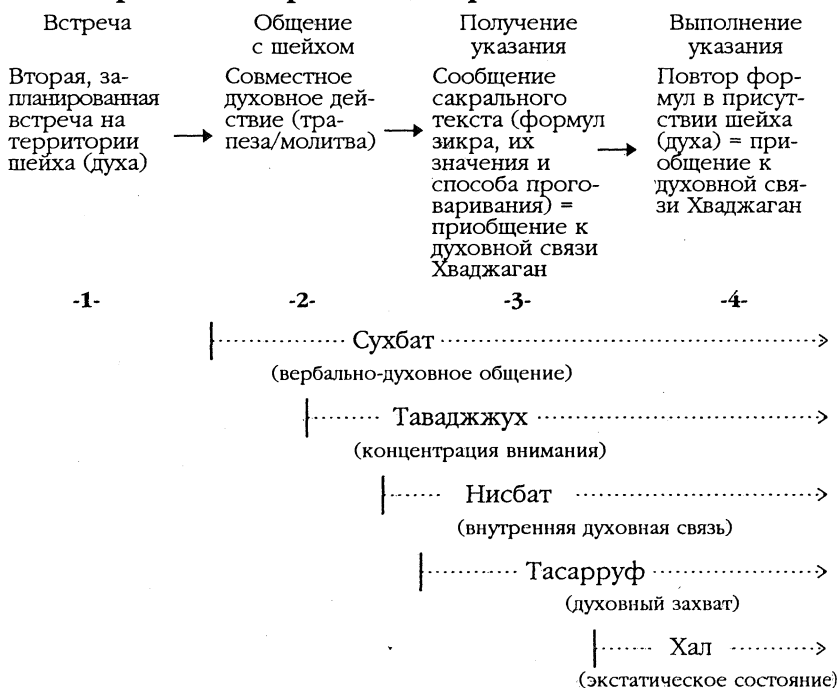 Встреча
Вторая, за-
планированная
встреча на
территории
шейха (духа)
Общение
с шейхом
Совместное
духовное дей-
ствие (тра-
пеза/молитва)
Получение
указания
Сообщение
сакрального
текста (формул
зикра, их
значения и
способа прого-
варивания) =
приобщение к
духовной связи
Хваджаган
Выполнение
указания
Повтор фор-
мул в присут-
ствии шейха
(духа) = при-
общение к
духовной свя-
зи Хваджаган
-1- -2- -3- -4-
Сухбат
(вербально-духовное общение)
Таваджжух
(концентрация внимания)
Нисбат
(внутренняя духовная связь)
Тасарруф
(духовный захват)
Хал
(экстатическое состояние)